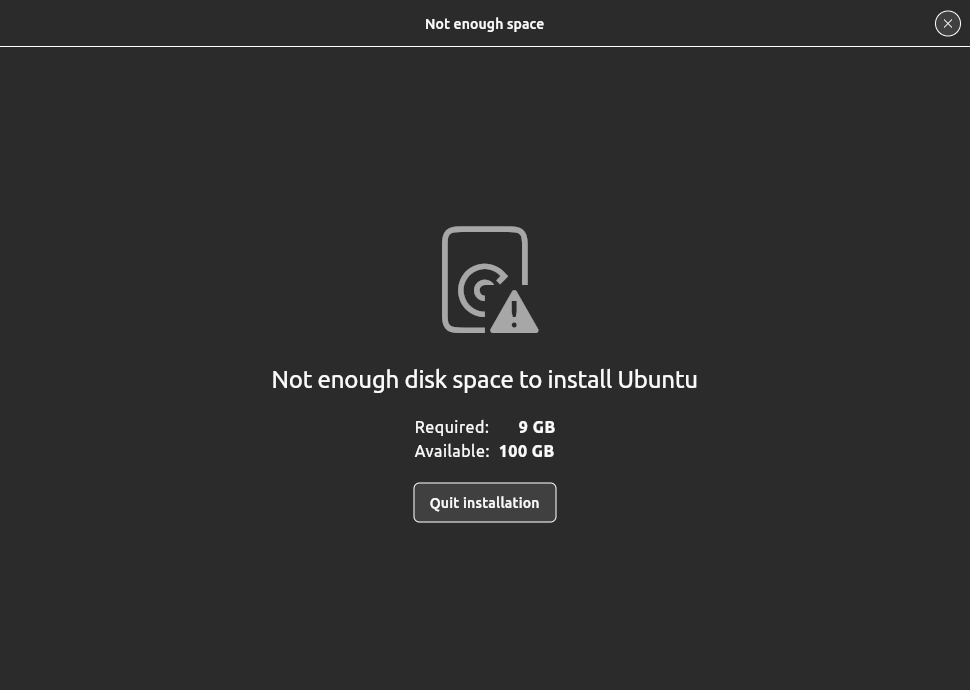 Not enough space
Not enough disk space to install Ubuntu
Required: 9 GB
Available: 100 GB
Quit installation